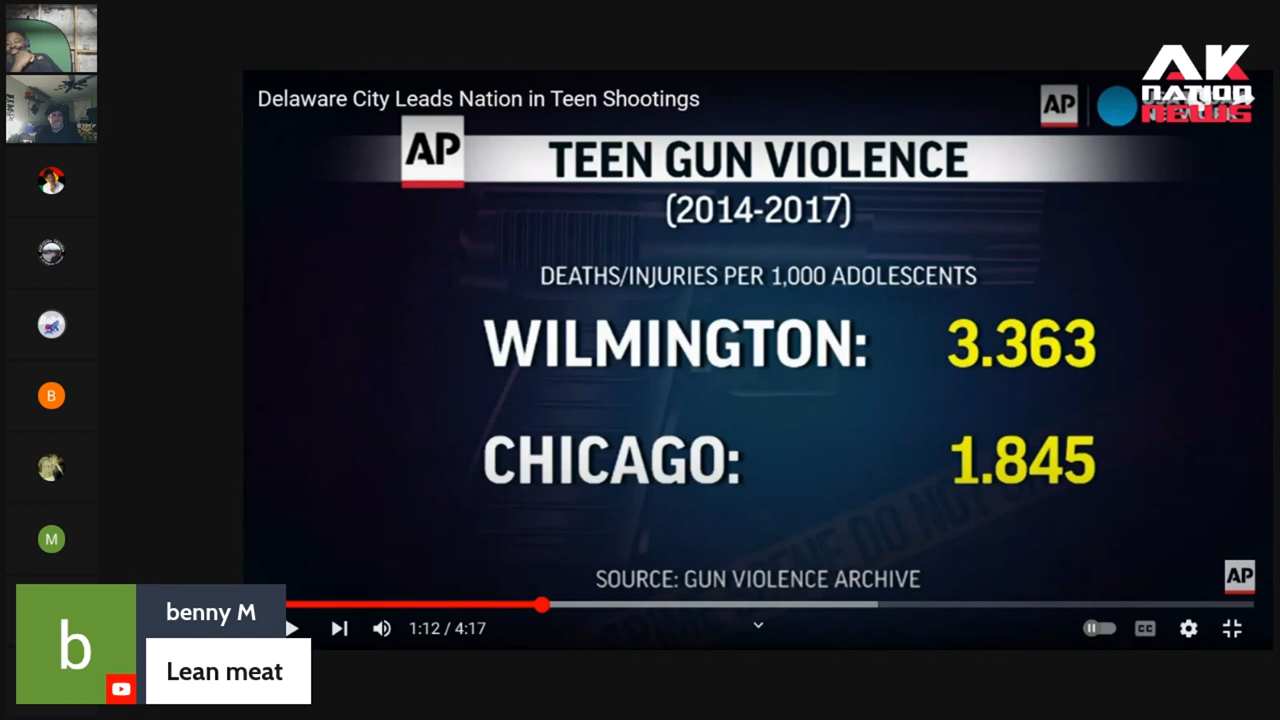 Delaware City Leads Nation in Teen Shootings
AP
AK
NATION
NEWS
AP
TEEN GUN VIOLENCE
(2014-2017)
DEATHS/INJURIES PER 1,000 ADOLESCENTS
WILMINGTON: 3.363
CHICAGO: 1.845
SOURCE: GUN VIOLENCE ARCHIVE
AP
B
M
b
benny M
Lean meat
1:12 / 4:17
CC